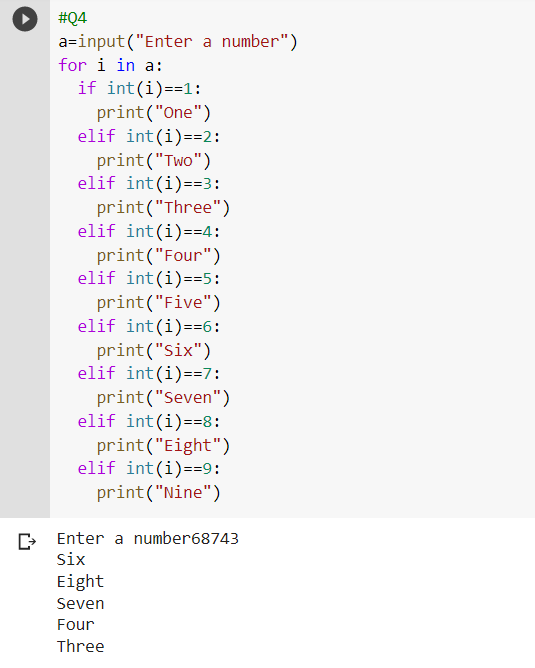 #Q4
a=input("Enter a number")
for i in a:
  if int(i)==1:
    print("One")
  elif int(i)==2:
    print("Two")
  elif int(i)==3:
    print("Three")
  elif int(i)==4:
    print("Four")
  elif int(i)==5:
    print("Five")
  elif int(i)==6:
    print("Six")
  elif int(i)==7:
    print("Seven")
  elif int(i)==8:
    print("Eight")
  elif int(i)==9:
    print("Nine")
Enter a number68743
Six
Eight
Seven
Four
Three